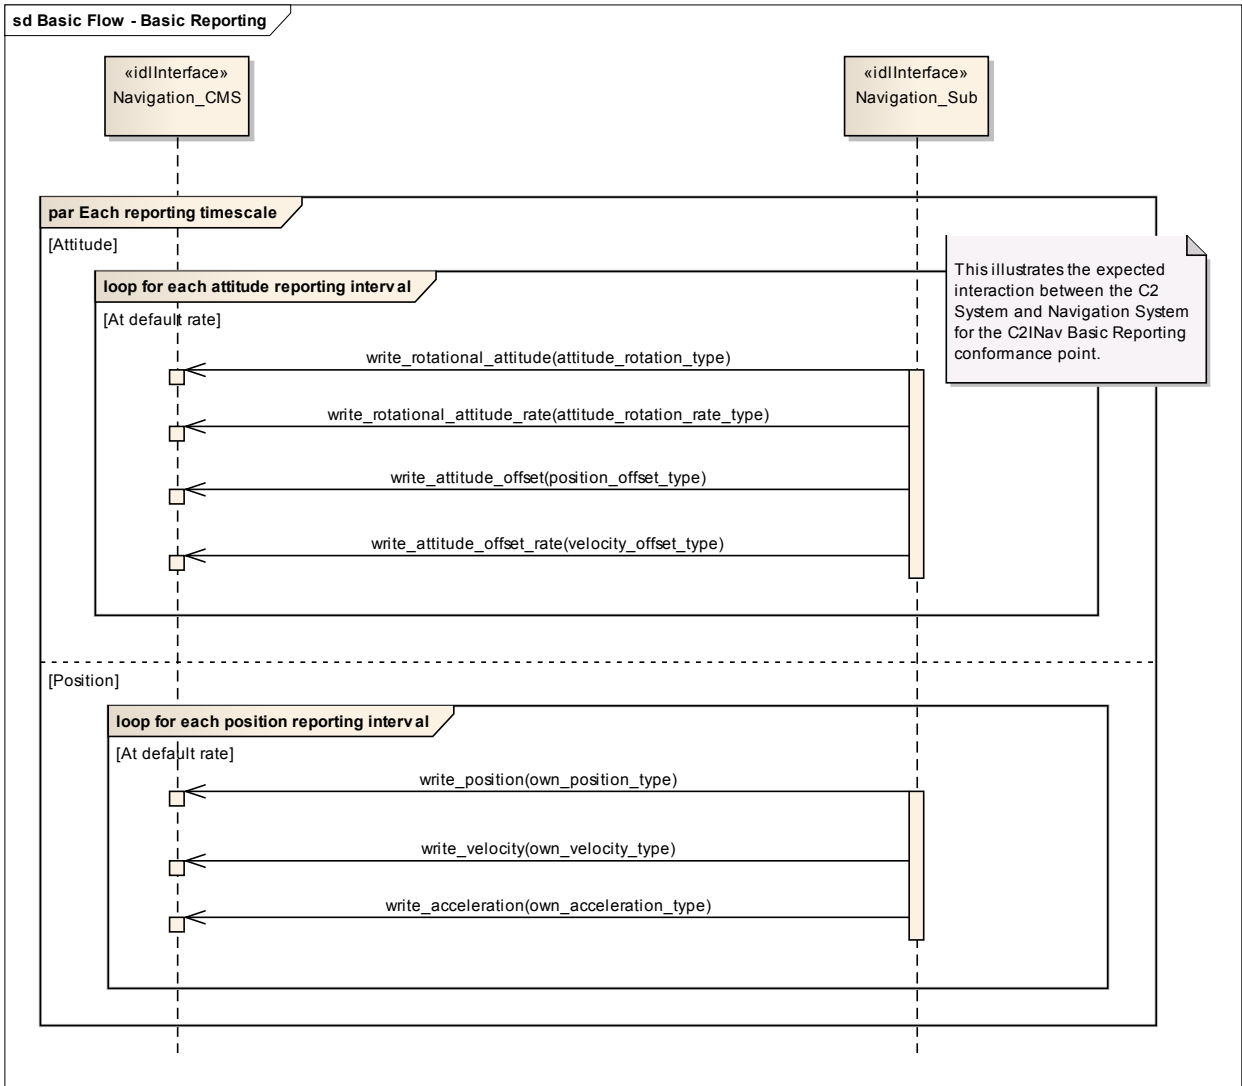 sd Basic Flow - Basic Reporting
«idlInterface»
Navigation_CMS
«idlInterface»
Navigation_Sub
par Each reporting timescale
[Attitude]
This illustrates the expected
interaction between the C2
System and Navigation System
for the C2INav Basic Reporting
conformance point.
loop for each attitude reporting interval
[At default rate]
write_rotational_attitude(attitude_rotation_type)
write_rotational_attitude_rate(attitude_rotation_rate_type)
write_attitude_offset(position_offset_type)
write_attitude_offset_rate(velocity_offset_type)
[Position]
loop for each position reporting interval
[At default rate]
write_position(own_position_type)
write_velocity(own_velocity_type)
write_acceleration(own_acceleration_type)